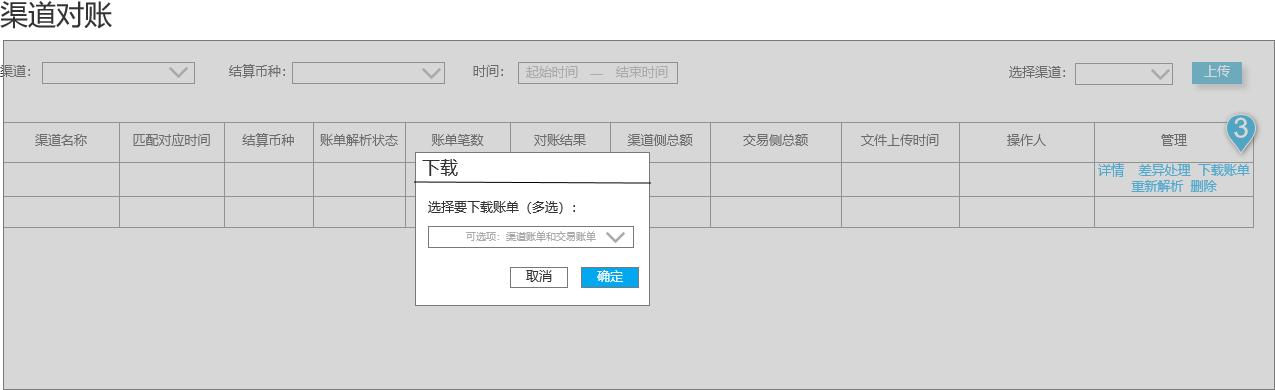 渠道对账
渠道： 结算币种： 时间： 起始时间 — 结束时间 选择渠道： 上传
渠道名称 匹配对应时间 结算币种 账单解析状态 账单笔数 对账结果 渠道侧总额 交易侧总额 文件上传时间 操作人 管理 3
详情 差异处理 下载账单
重新解析 删除
下载
选择要下载账单（多选）：
可选项：渠道账单和交易账单
取消 确定